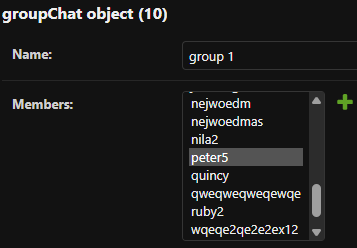 groupChat object (10)
Name:
group 1
Members:
nejwoedm
nejwoedmas
nila2
peter5
quincy
qweqweqweqewqe
ruby2
wqeqe2qe2e2ex12